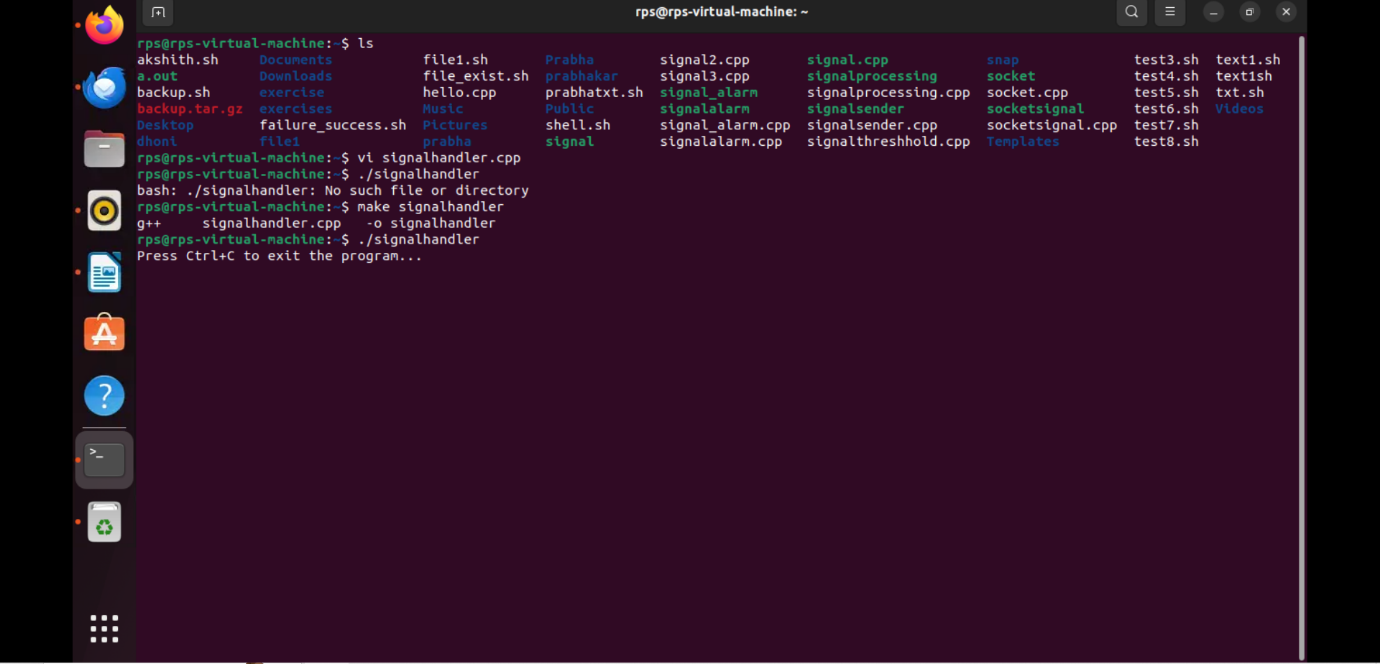 rps@rps-virtual-machine: ~
rps@rps-virtual-machine:~$ ls
akshith.sh Documents file1.sh Prabha signal2.cpp signal.cpp snap test3.sh text1.sh
a.out Downloads file_exist.sh prabhakar signal3.cpp signalprocessing socket test4.sh text1sh
backup.sh exercise hello.cpp prabhatxt.sh signal_alarm signalprocessing.cpp socket.cpp test5.sh txt.sh
backup.tar.gz exercises Music Public signalalarm signalsender socketsignal test6.sh Videos
Desktop failure_success.sh Pictures shell.sh signal_alarm.cpp signalsender.cpp socketsignal.cpp test7.sh
dhoni file1 prabha signal signalalarm.cpp signalthreshhold.cpp Templates test8.sh
rps@rps-virtual-machine:~$ vi signalhandler.cpp
rps@rps-virtual-machine:~$ ./signalhandler
bash: ./signalhandler: No such file or directory
rps@rps-virtual-machine:~$ make signalhandler
g++     signalhandler.cpp   -o signalhandler
rps@rps-virtual-machine:~$ ./signalhandler
Press Ctrl+C to exit the program...